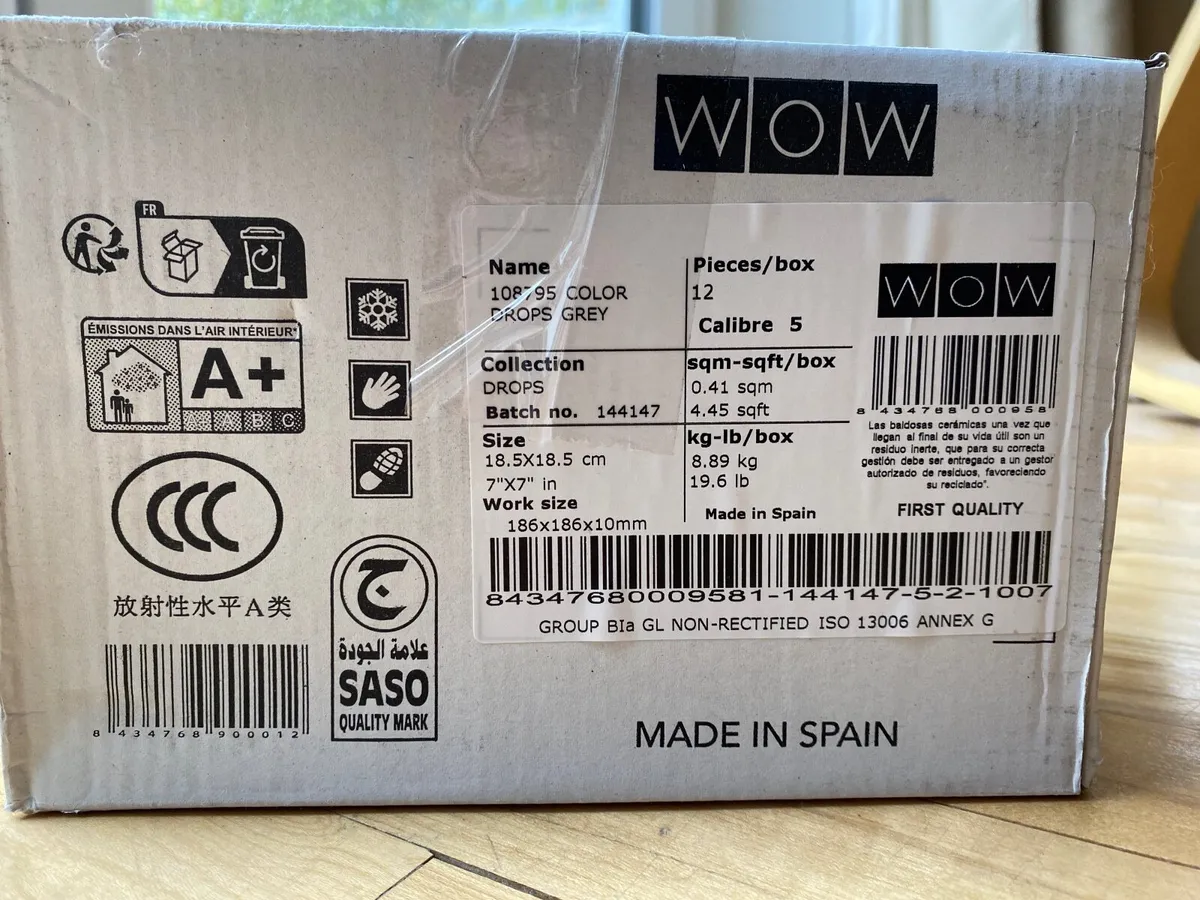 WOW
FR
ÉMISSIONS DANS L'AIR INTÉRIEUR*
A+
A+ A B C
CCC
放射性水平A类
8 434768 900012
ج
علامة الجودة
SASO
QUALITY MARK
Name
108795 COLOR
DROPS GREY
Pieces/box
12
Calibre 5
Collection
DROPS
Batch no. 144147
sqm-sqft/box
0.41 sqm
4.45 sqft
Size
18.5X18.5 cm
7"X7" in
Work size
186x186x10mm
kg-lb/box
8.89 kg
19.6 lb
Made in Spain
WOW
8 434768 000958
Las baldosas cerámicas una vez que
llegan al final de su vida útil son un
residuo inerte, que para su correcta
gestión debe ser entregado a un gestor
autorizado de residuos, favoreciendo
su reciclado".
FIRST QUALITY
84347680009581-144147-5-2-1007
GROUP BIa GL NON-RECTIFIED ISO 13006 ANNEX G
MADE IN SPAIN